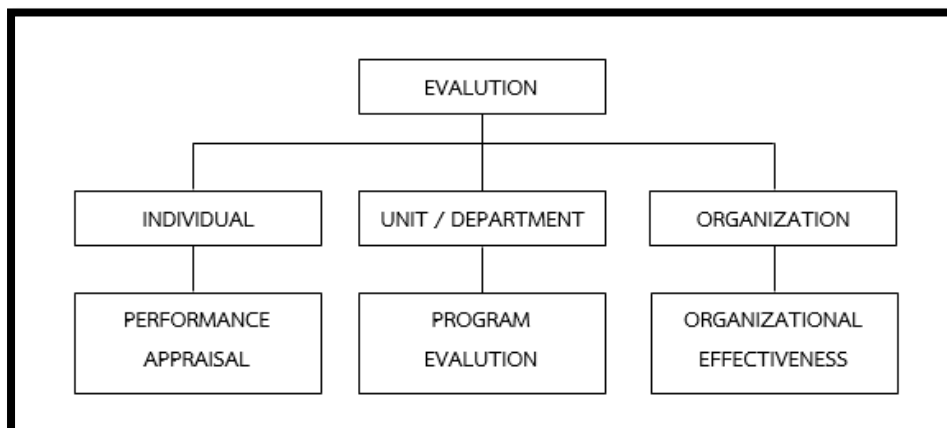 EVALUTION
INDIVIDUAL
UNIT / DEPARTMENT
ORGANIZATION
PERFORMANCE
APPRAISAL
PROGRAM
EVALUTION
ORGANIZATIONAL
EFFECTIVENESS